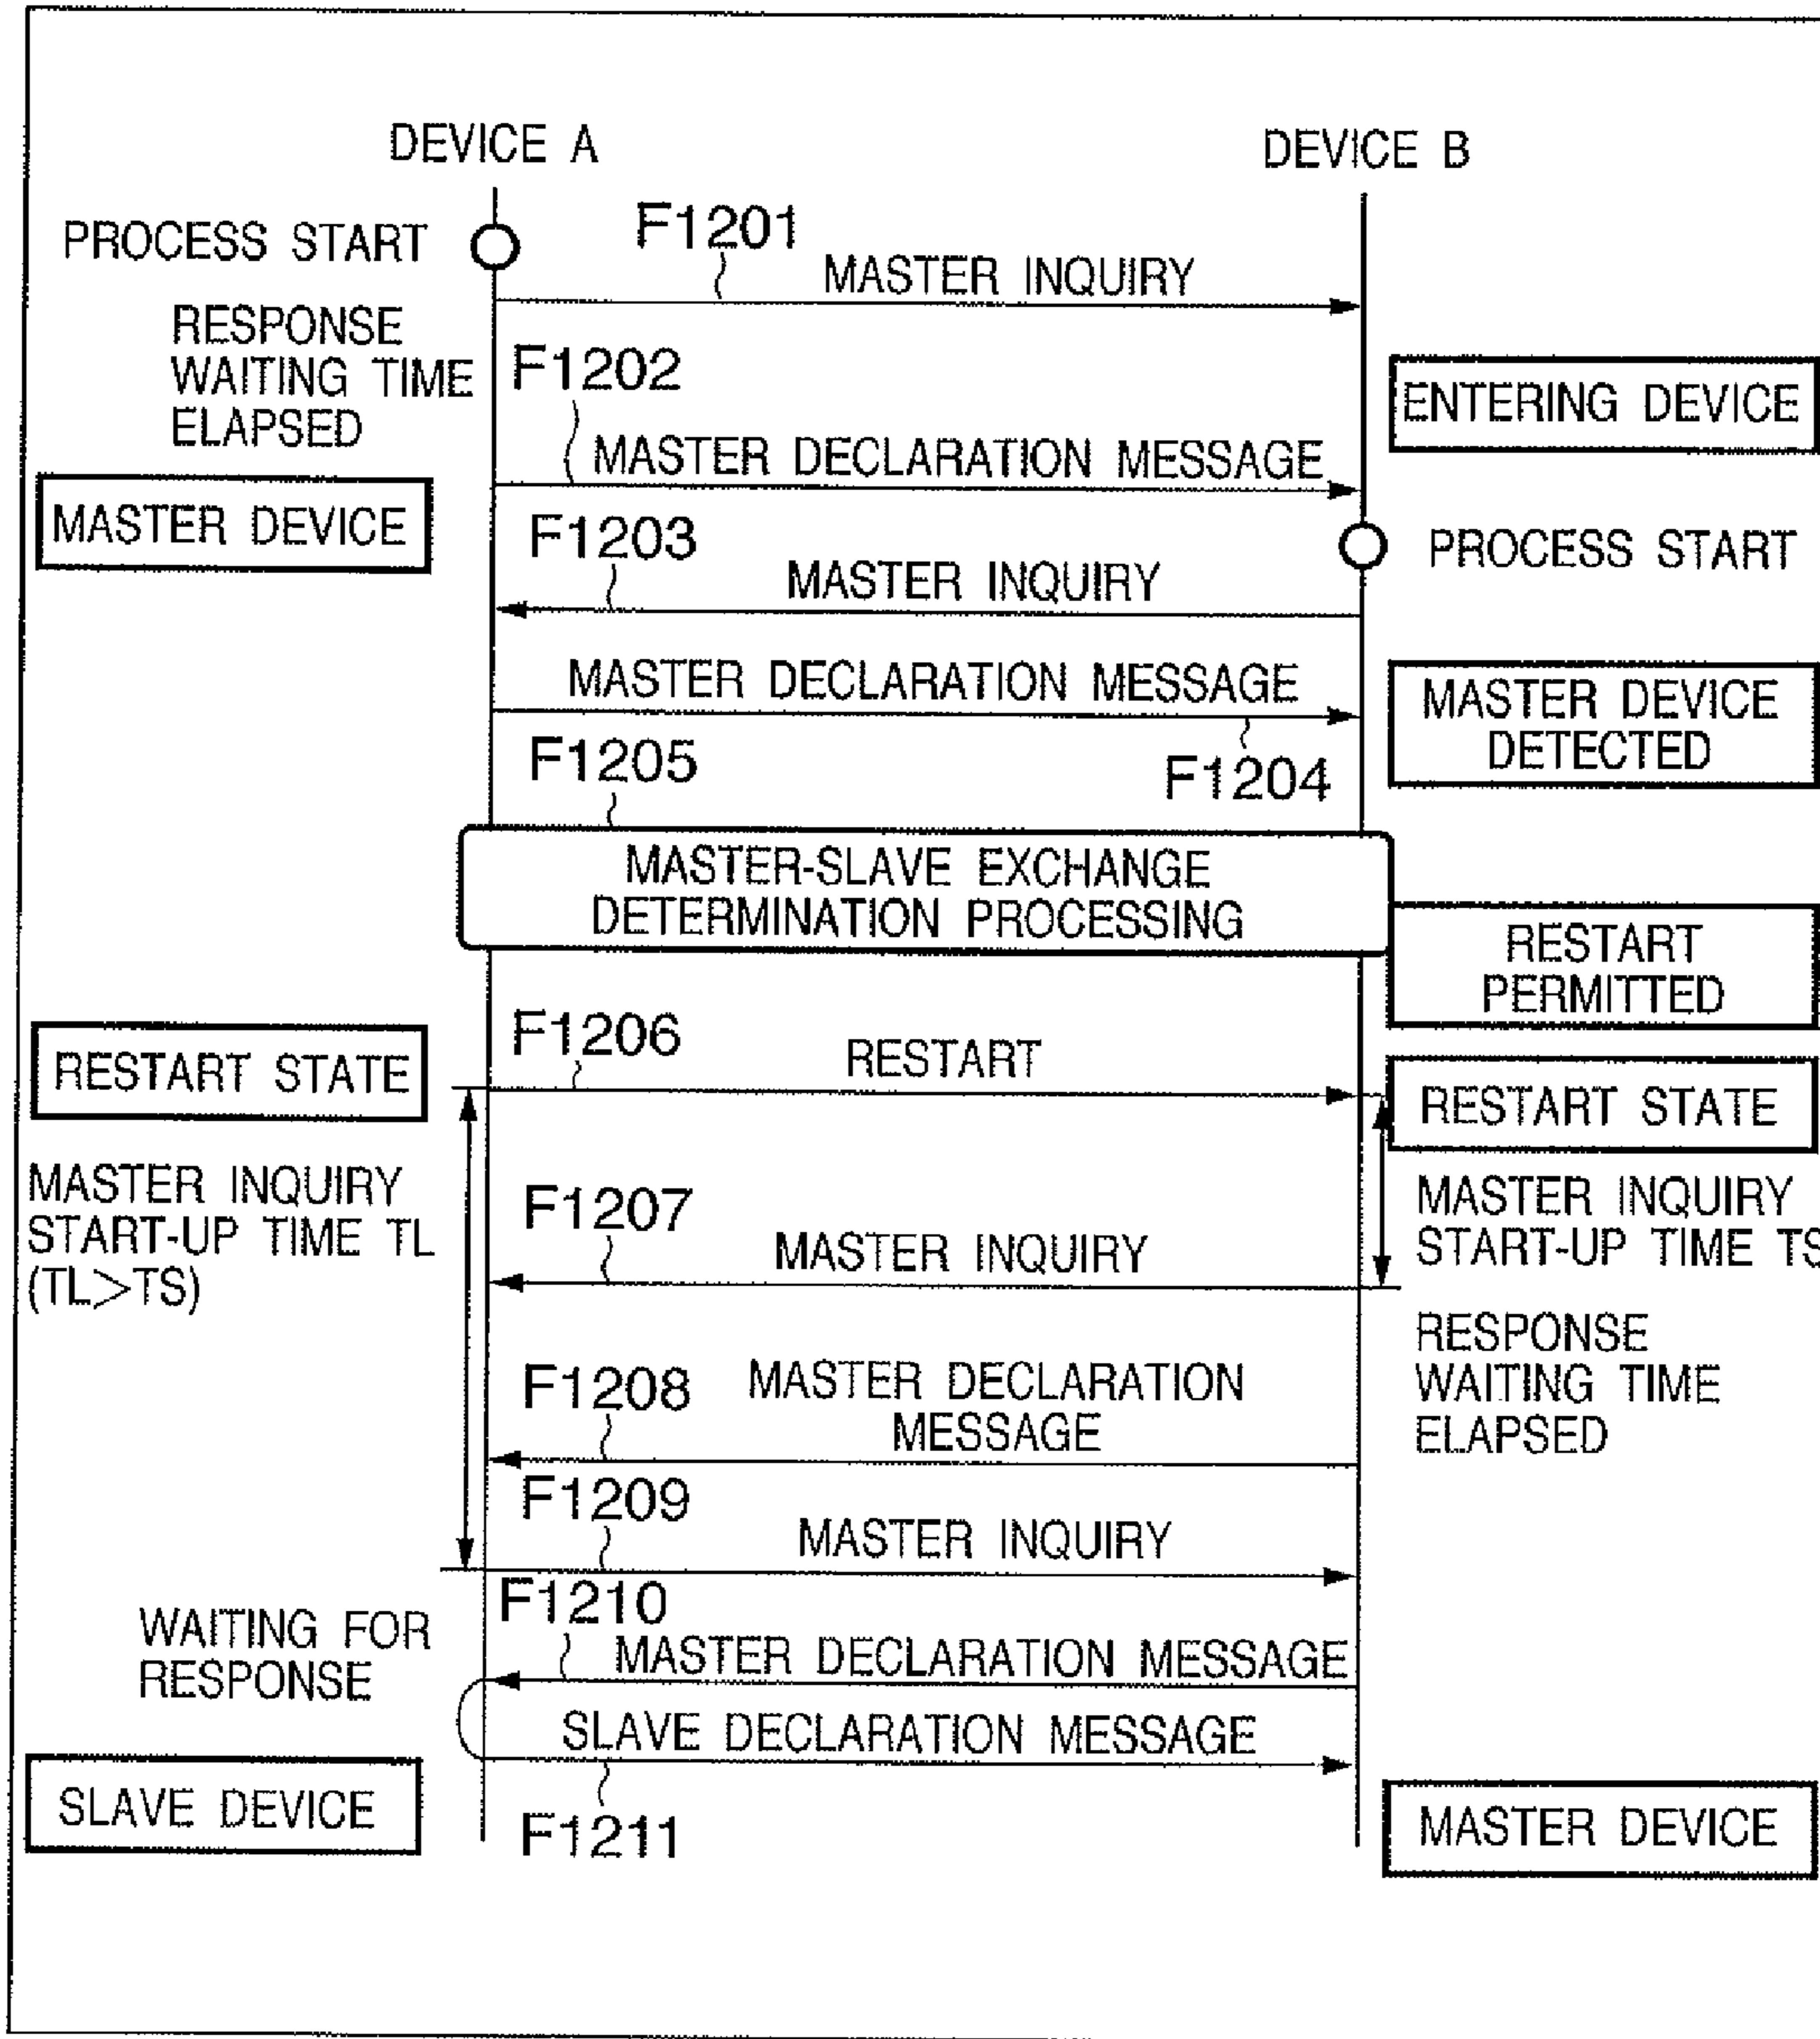 DEVICE A
DEVICE B
PROCESS START
F1201
MASTER INQUIRY
RESPONSE
WAITING TIME
ELAPSED
F1202
ENTERING DEVICE
MASTER DECLARATION MESSAGE
MASTER DEVICE
F1203
PROCESS START
MASTER INQUIRY
MASTER DECLARATION MESSAGE
MASTER DEVICE
DETECTED
F1205
F1204
MASTER-SLAVE EXCHANGE
DETERMINATION PROCESSING
RESTART
PERMITTED
F1206
RESTART
RESTART STATE
RESTART STATE
MASTER INQUIRY
START-UP TIME TL
(TL>TS)
F1207
MASTER INQUIRY
MASTER INQUIRY
START-UP TIME TS
RESPONSE
WAITING TIME
ELAPSED
F1208
MASTER DECLARATION
MESSAGE
F1209
MASTER INQUIRY
F1210
WAITING FOR
RESPONSE
MASTER DECLARATION MESSAGE
SLAVE DECLARATION MESSAGE
SLAVE DEVICE
F1211
MASTER DEVICE